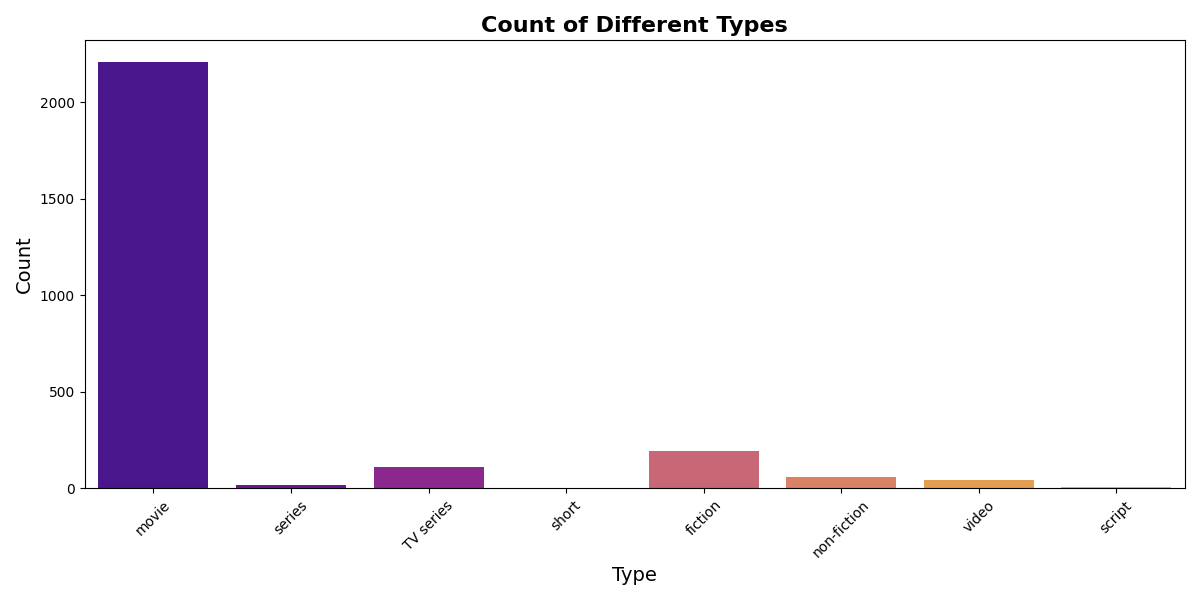 Count of Different Types
Count
2000
1500
1000
500
0
movie
series
TV series
short
fiction
non-fiction
video
script
Type